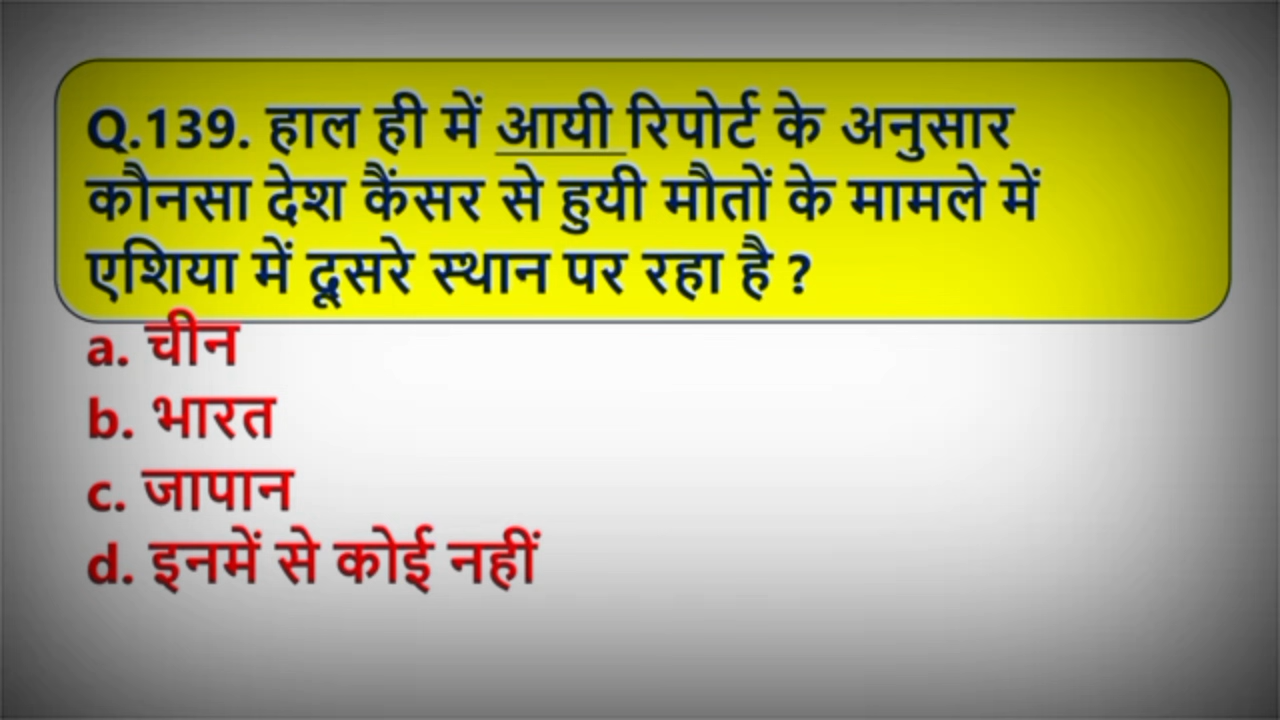 Q.139. हाल ही में आयी रिपोर्ट के अनुसार
कौनसा देश कैंसर से हुयी मौतों के मामले में
एशिया में दूसरे स्थान पर रहा है ?
a. चीन
b. भारत
c. जापान
d. इनमें से कोई नहीं